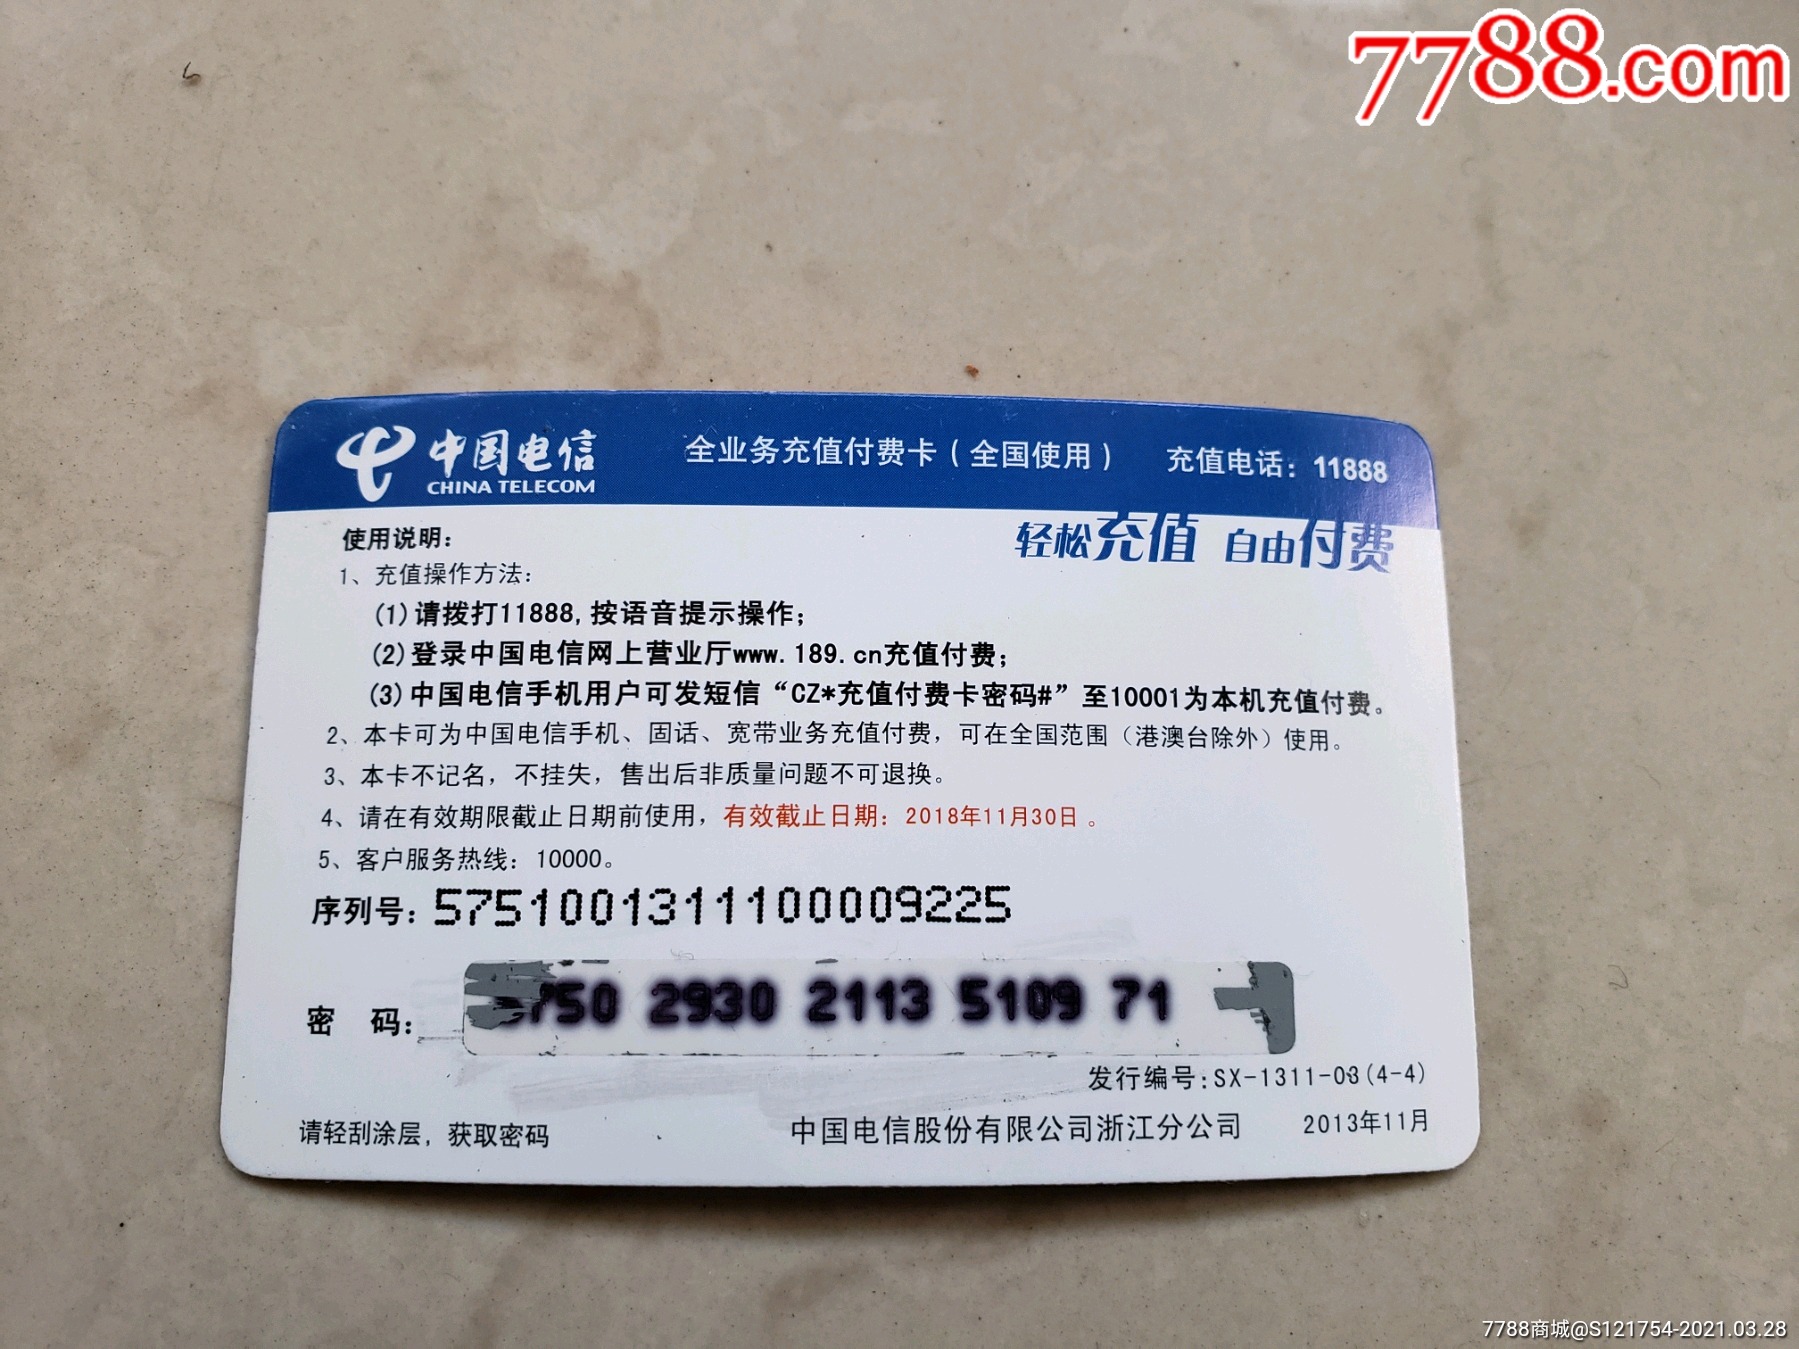 7788.com
中国电信
CHINA TELECOM
全业务充值付费卡（全国使用） 充值电话：11888
轻松充值 自由付费
使用说明：
1、充值操作方法：
(1)请拨打11888,按语音提示操作；
(2)登录中国电信网上营业厅www.189.cn充值付费；
(3)中国电信手机用户可发短信“CZ*充值付费卡密码#”至10001为本机充值付费。
2、本卡可为中国电信手机、固话、宽带业务充值付费，可在全国范围（港澳台除外）使用。
3、本卡不记名，不挂失，售出后非质量问题不可退换。
4、请在有效期限截止日期前使用，有效截止日期：2018年11月30日。
5、客户服务热线：10000。
序列号：5751001311100009225
密 码： 750 2930 2113 5109 71
发行编号：SX-1311-03(4-4)
请轻刮涂层，获取密码 中国电信股份有限公司浙江分公司 2013年11月
7788商城@S121754-2021.03.28